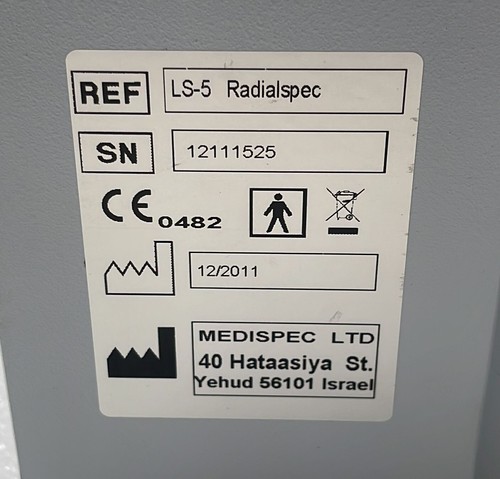 REF LS-5 Radialspec
SN 12111525
CE 0482
12/2011
MEDISPEC LTD
40 Hataasiya St.
Yehud 56101 Israel